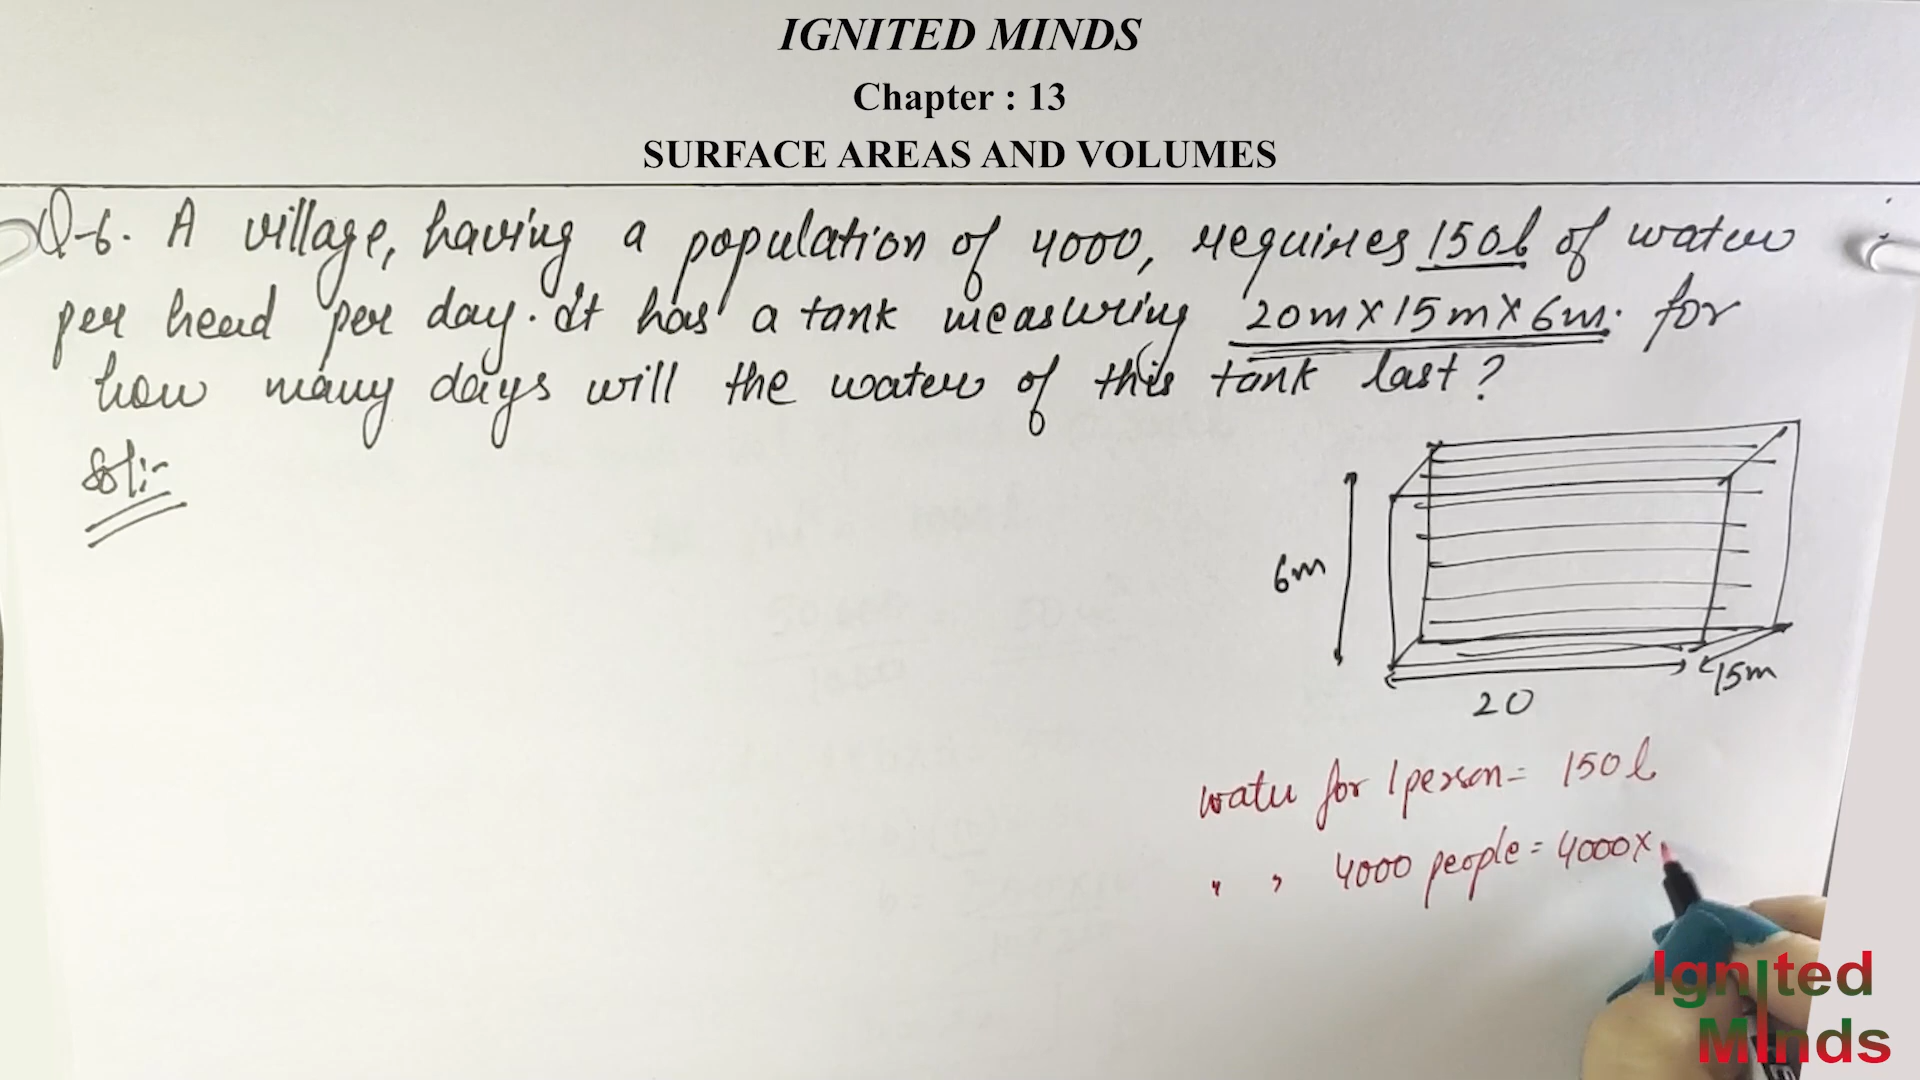 IGNITED MINDS
Chapter : 13
SURFACE AREAS AND VOLUMES
Q-6. A village, having a population of 4000, requires 150l of water
per head per day. It has a tank measuring 20m×15m×6m. for
how many days will the water of this tank last?
Sol:-
6m
15m
20
water for 1 person = 150 l
" " 4000 people = 4000×
Ignited
Minds